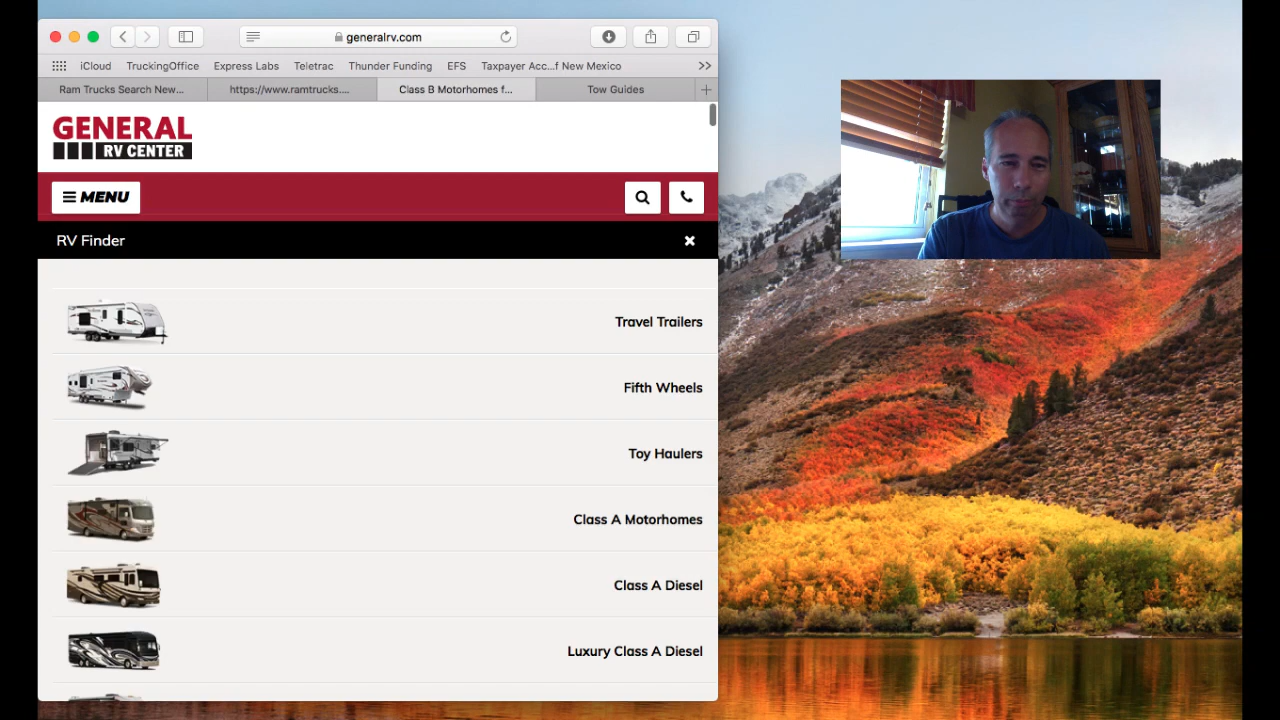 generalrv.com
iCloud TruckingOffice Express Labs Teletrac Thunder Funding EFS Taxpayer Acc...f New Mexico >>
Ram Trucks Search New... https://www.ramtrucks.... Class B Motorhomes f... Tow Guides +
GENERAL
RV CENTER
MENU
RV Finder
Travel Trailers
Fifth Wheels
Toy Haulers
Class A Motorhomes
Class A Diesel
Luxury Class A Diesel